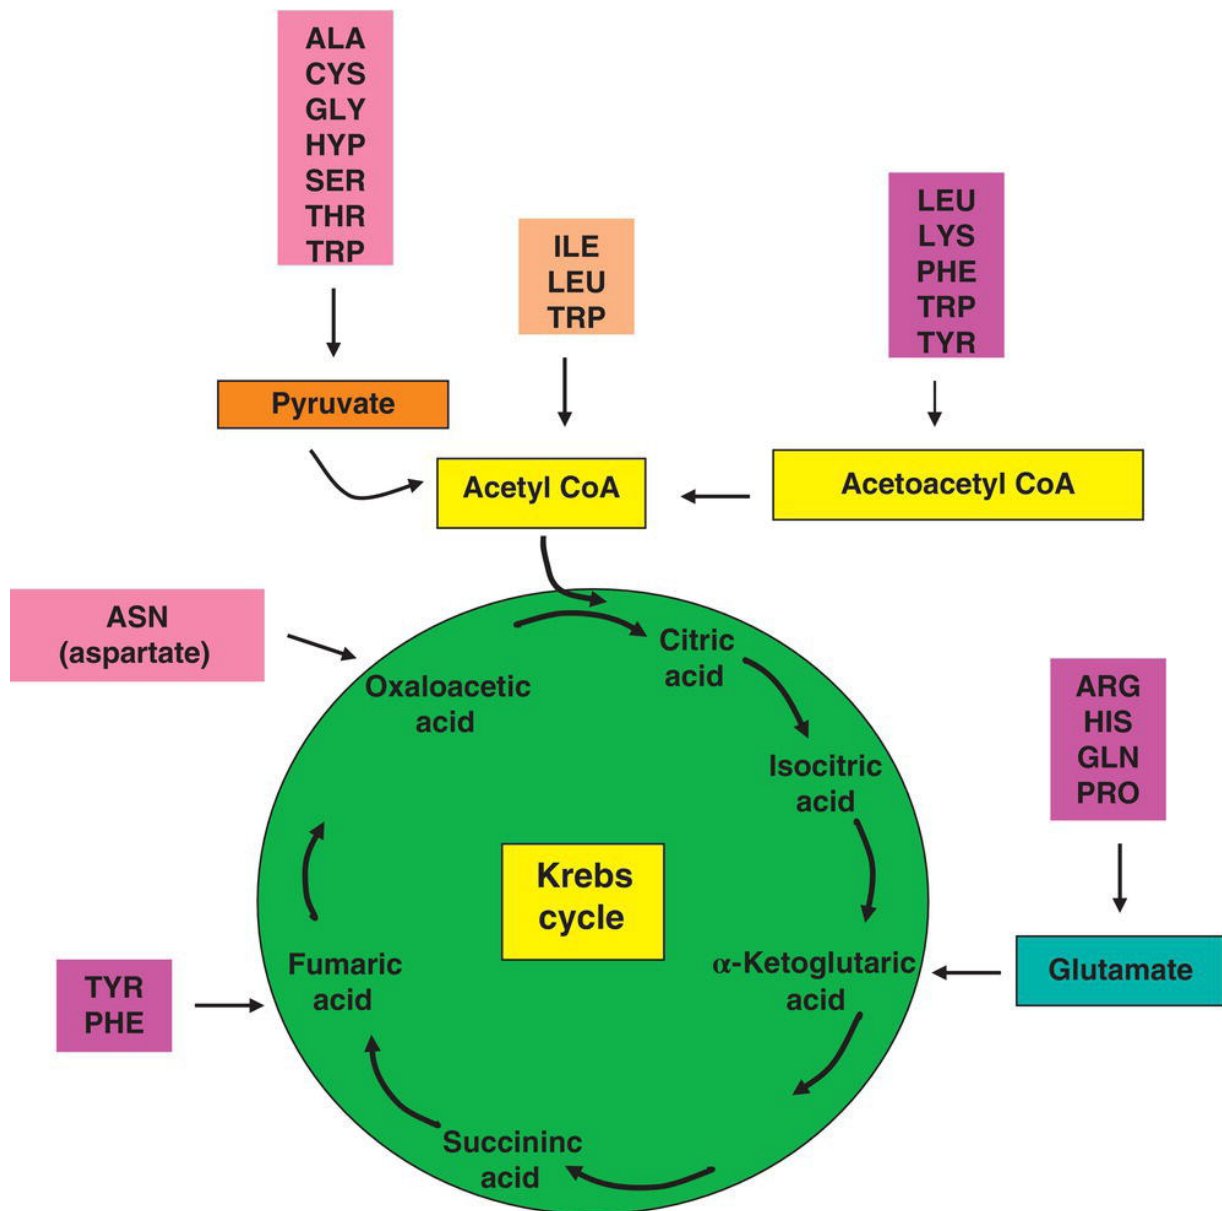 ALA
CYS
GLY
HYP
SER
THR
TRP
ILE
LEU
TRP
LEU
LYS
PHE
TRP
TYR
Pyruvate
Acetyl CoA
Acetoacetyl CoA
ASN
(aspartate)
Oxaloacetic
acid
Citric
acid
Isocitric
acid
ARG
HIS
GLN
PRO
Krebs
cycle
Fumaric
acid
α-Ketoglutaric
acid
Glutamate
TYR
PHE
Succininc
acid